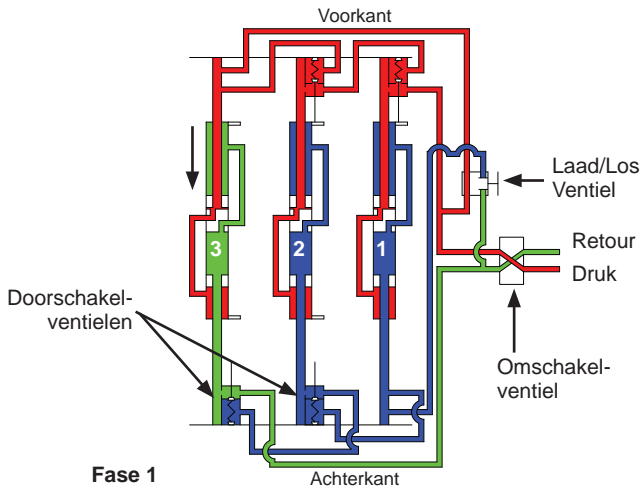 Voorkant
Laad/Los
Ventiel
3
2
1
Retour
Druk
Doorschakel-
ventielen
Omschakel-
ventiel
Fase 1
Achterkant